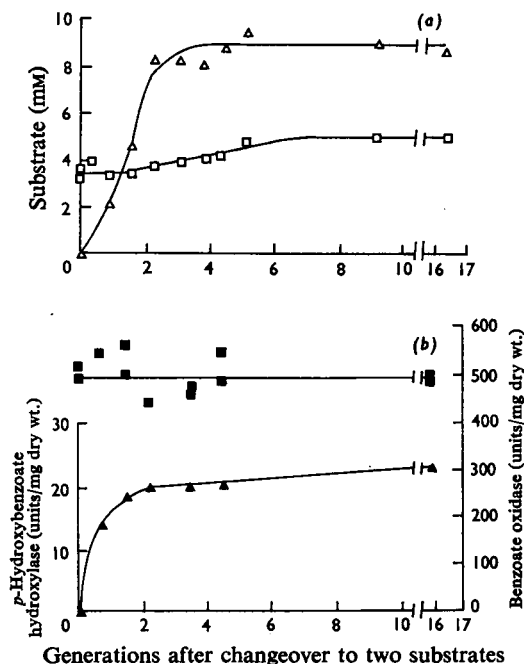 (a)
10
8
6
4
2
0
Substrate (mM)
0 2 4 6 8 10 16 17
(b)
30
20
10
0
p-Hydroxybenzoate
hydroxylase (units/mg dry wt.)
600
500
400
300
200
100
0
Benzoate oxidase (units/mg dry wt.)
0 2 4 6 8 10 16 17
Generations after changeover to two substrates